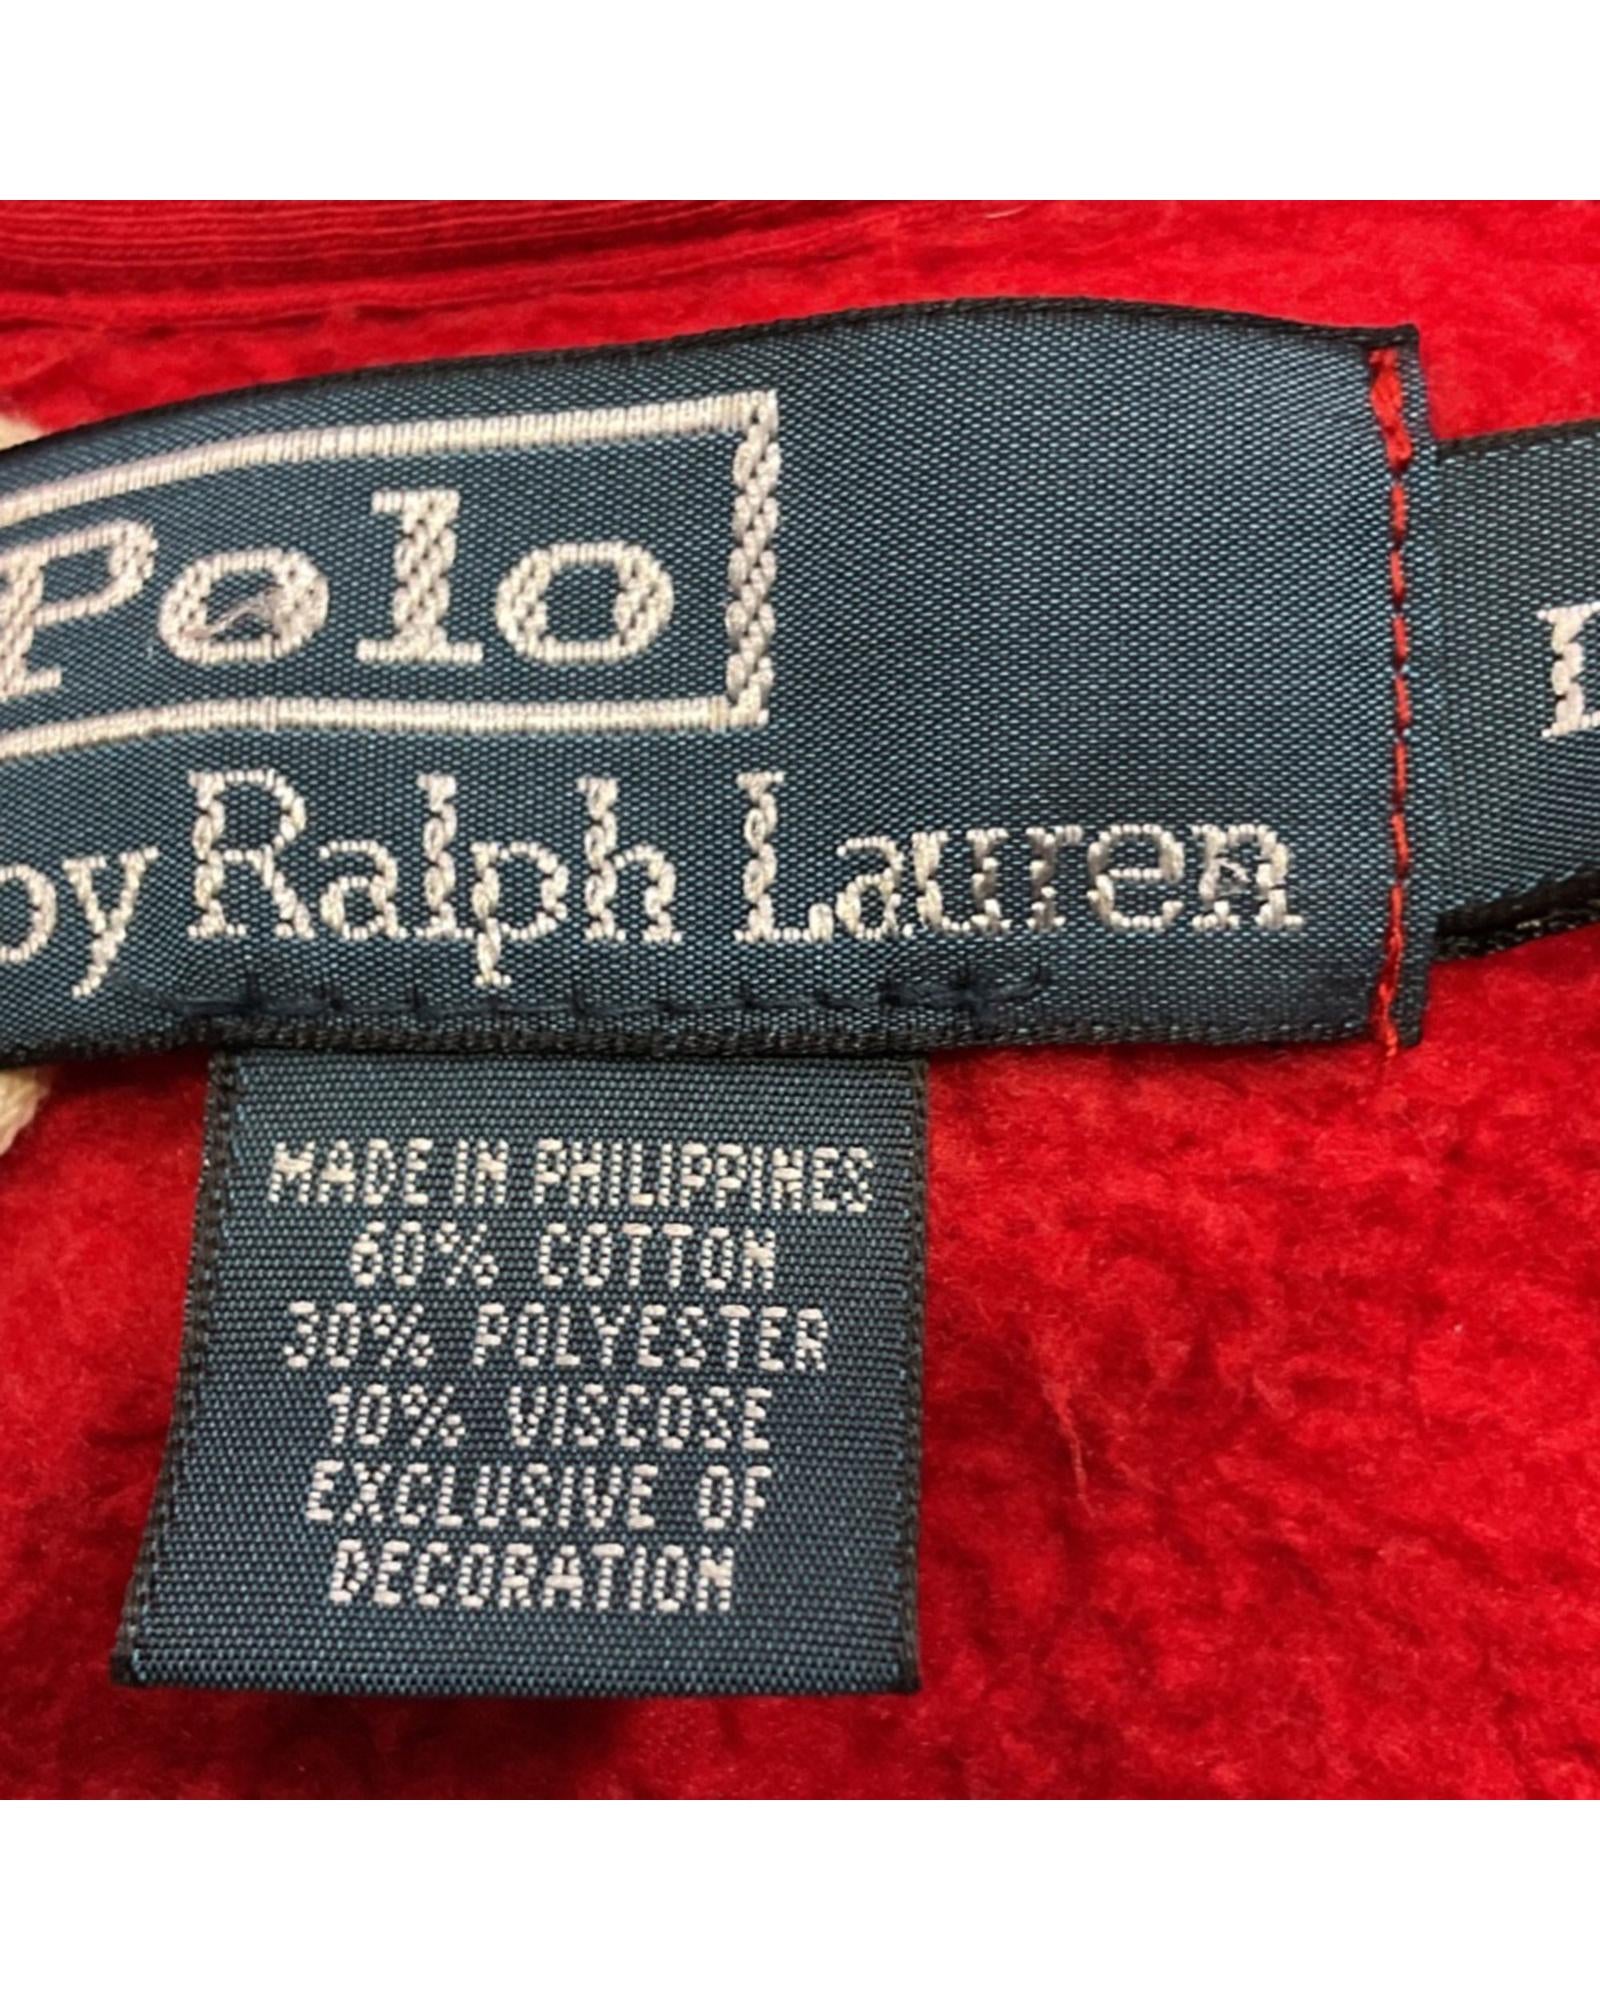 Polo
by Ralph Lauren
MADE IN PHILIPPINES
60% COTTON
30% POLYESTER
10% VISCOSE
EXCLUSIVE OF
DECORATION